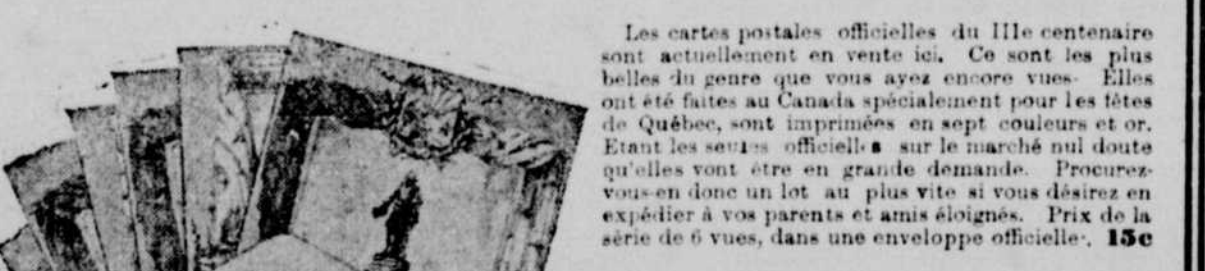 Les cartes postales officielles du IIIe centenaire
sont actuellement en vente ici. Ce sont les plus
belles du genre que vous ayez encore vues. Elles
ont été faites au Canada spécialement pour les fêtes
de Québec, sont imprimées en sept couleurs et or.
Etant les seules officielles sur le marché nul doute
qu'elles vont être en grande demande. Procurez-
vous-en donc un lot au plus vite si vous désirez en
expédier à vos parents et amis éloignés. Prix de la
série de 6 vues, dans une enveloppe officielle. 15c